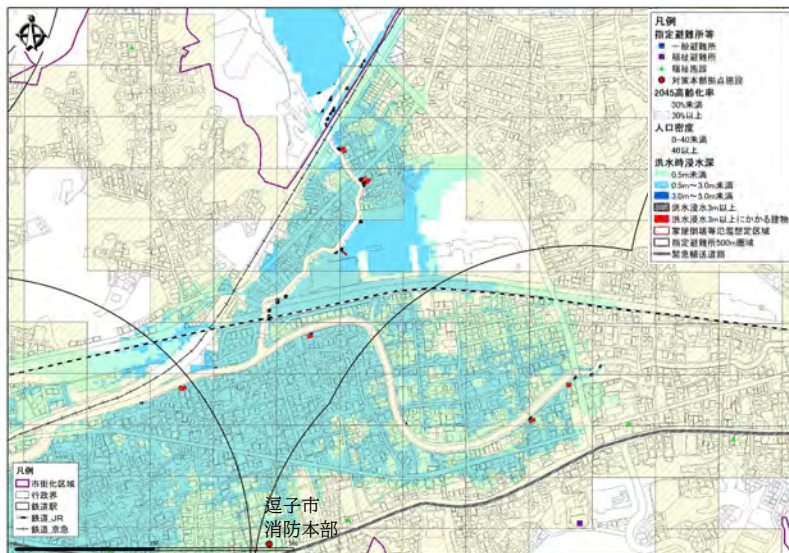 凡例
指定避難所等
一般避難所
福祉避難所
福祉施設
対策本部拠点施設
2045高齢化率
30%未満
30%以上
人口密度
0-40未満
40以上
洪水時浸水深
0.5m未満
0.5m～3.0m未満
3.0m～5.0m未満
洪水浸水3m以上
洪水浸水3m以上にかかる建物
家屋倒壊等氾濫想定区域
指定避難所500m圏域
緊急輸送道路
凡例
市街化区域
行政界
鉄道駅
鉄道_JR
鉄道_京急
逗子市
消防本部